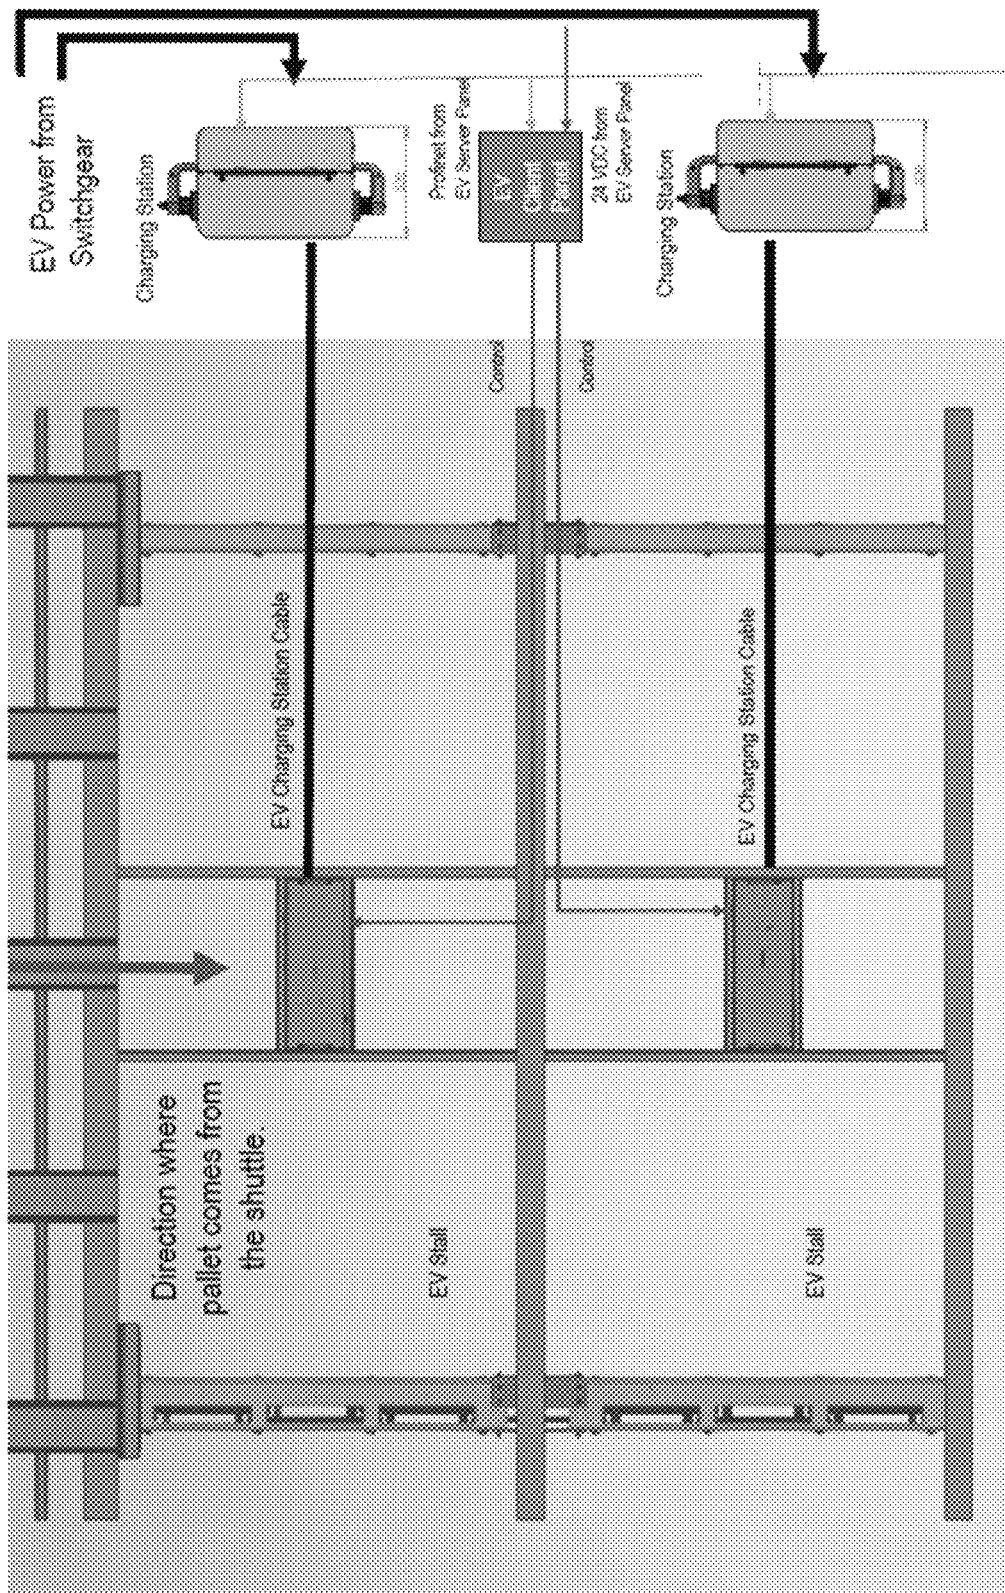 EV Power from
Switchgear
Charging Station
Profinet from
EV Server Panel
EV
24 VDC from
EV Server Panel
Charging Station
Control
Control
EV Charging Station Cable
EV Charging Station Cable
Direction where
pallet comes from
the shuttle.
EV Stall
EV Stall